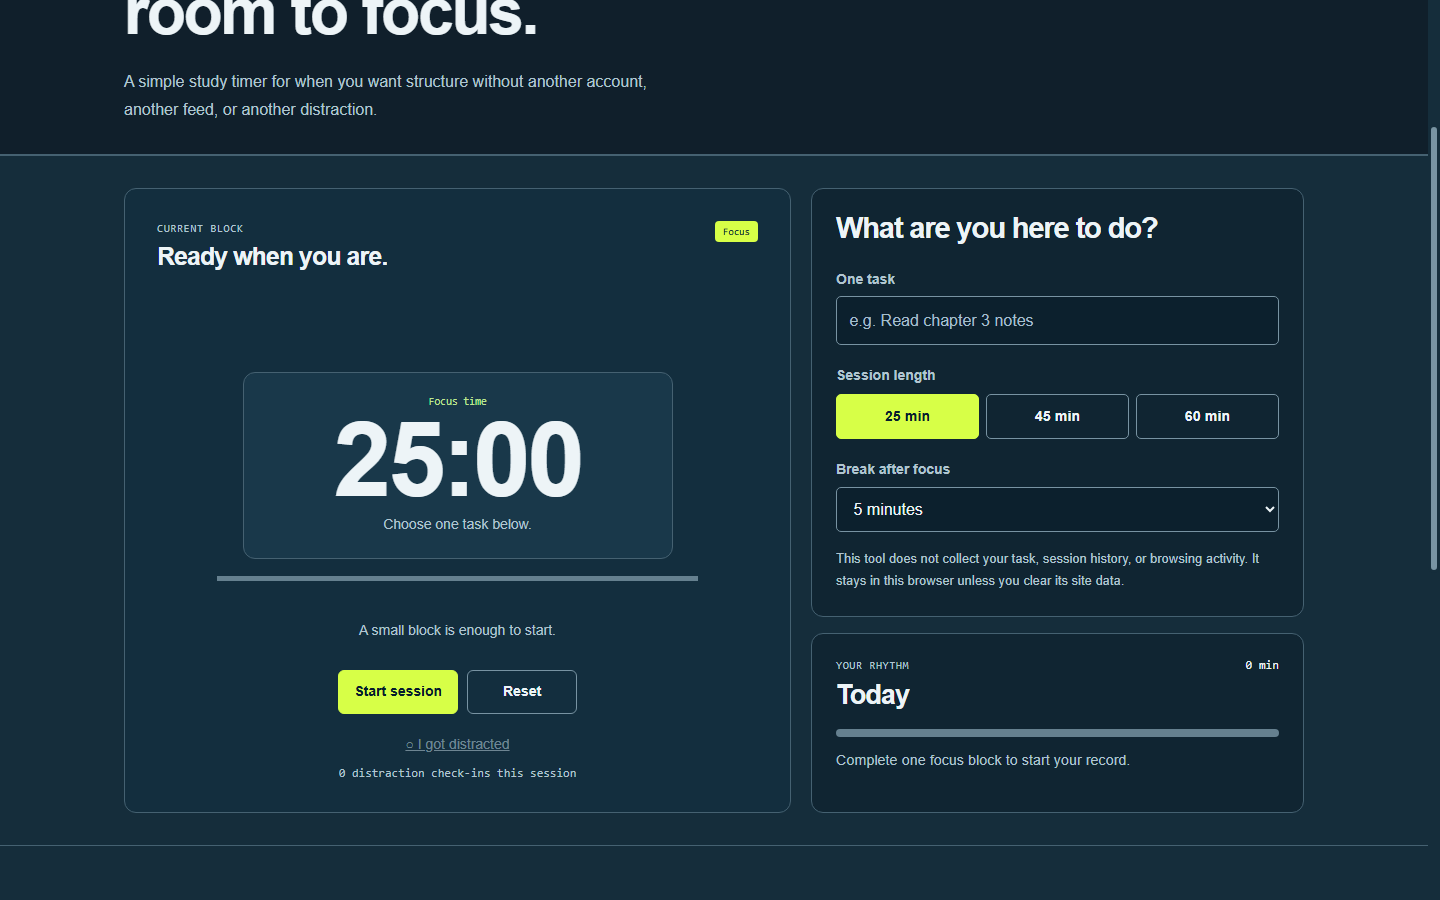 room to focus.
A simple study timer for when you want structure without another account,
another feed, or another distraction.
CURRENT BLOCK
Focus
Ready when you are.
Focus time
25:00
Choose one task below.
A small block is enough to start.
Start session
Reset
○ I got distracted
0 distraction check-ins this session
What are you here to do?
One task
e.g. Read chapter 3 notes
Session length
25 min
45 min
60 min
Break after focus
5 minutes
This tool does not collect your task, session history, or browsing activity. It
stays in this browser unless you clear its site data.
YOUR RHYTHM
0 min
Today
Complete one focus block to start your record.